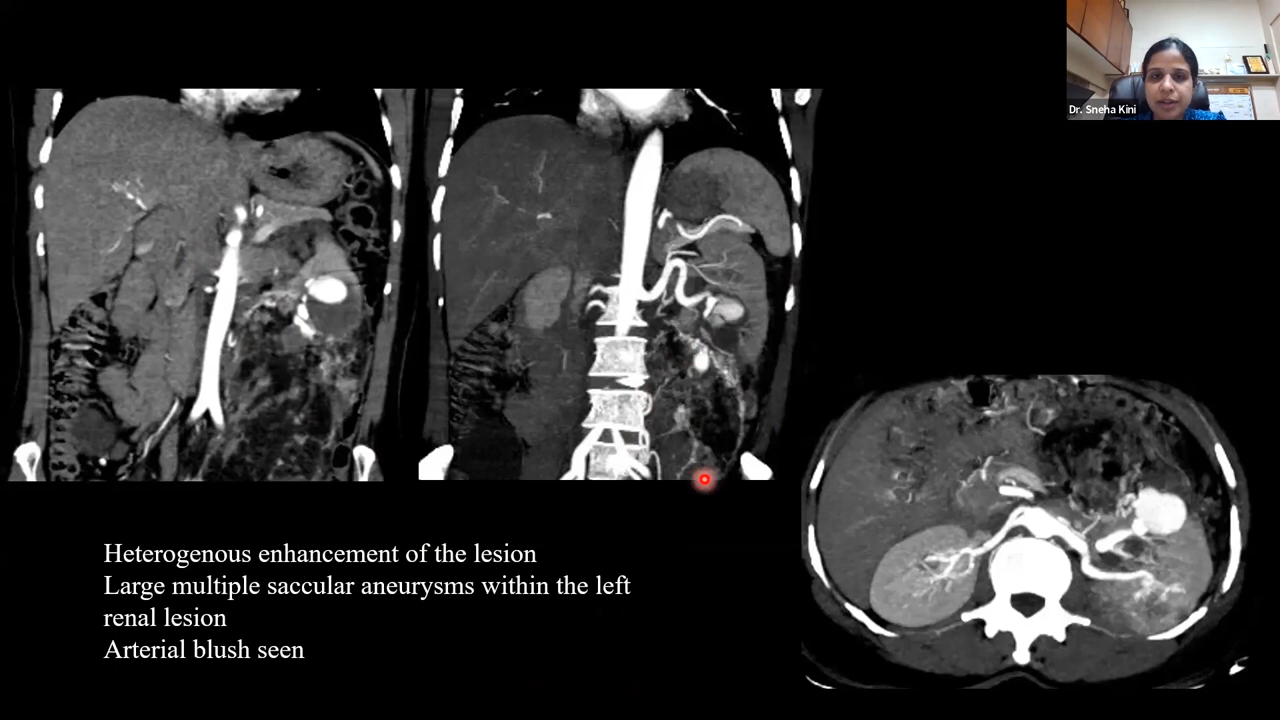 Dr. Sneha Kini
Heterogenous enhancement of the lesion
Large multiple saccular aneurysms within the left
renal lesion
Arterial blush seen